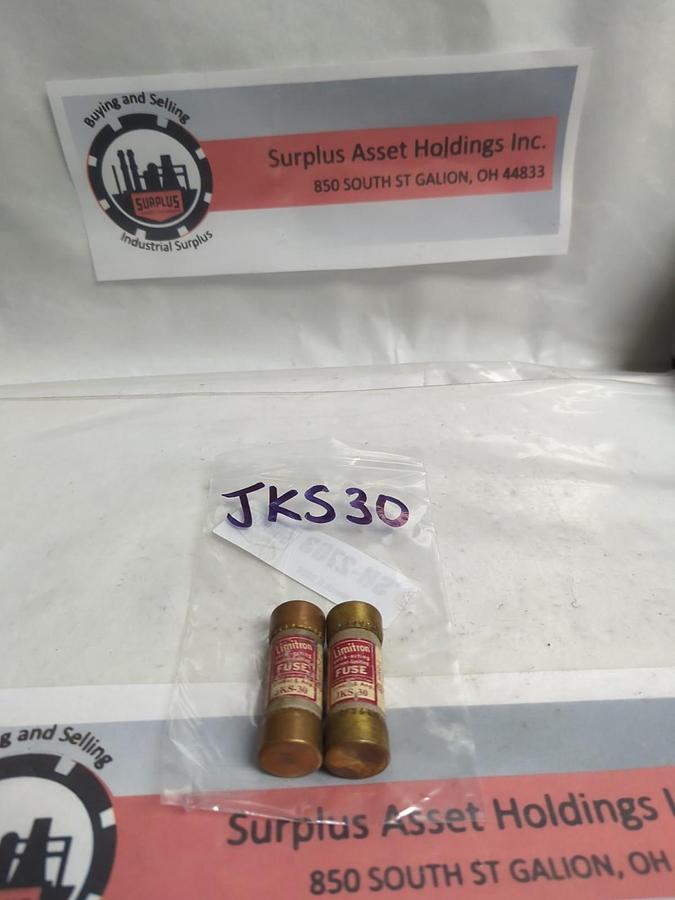 Buying and Selling
SURPLUS
Industrial Surplus
Surplus Asset Holdings Inc.
850 SOUTH ST GALION, OH 44833
JKS30
Limitron
FUSE
JKS-30
Limitron
FUSE
JKS-30
g and Selling
Surplus Asset Holdings I
850 SOUTH ST GALION, OH